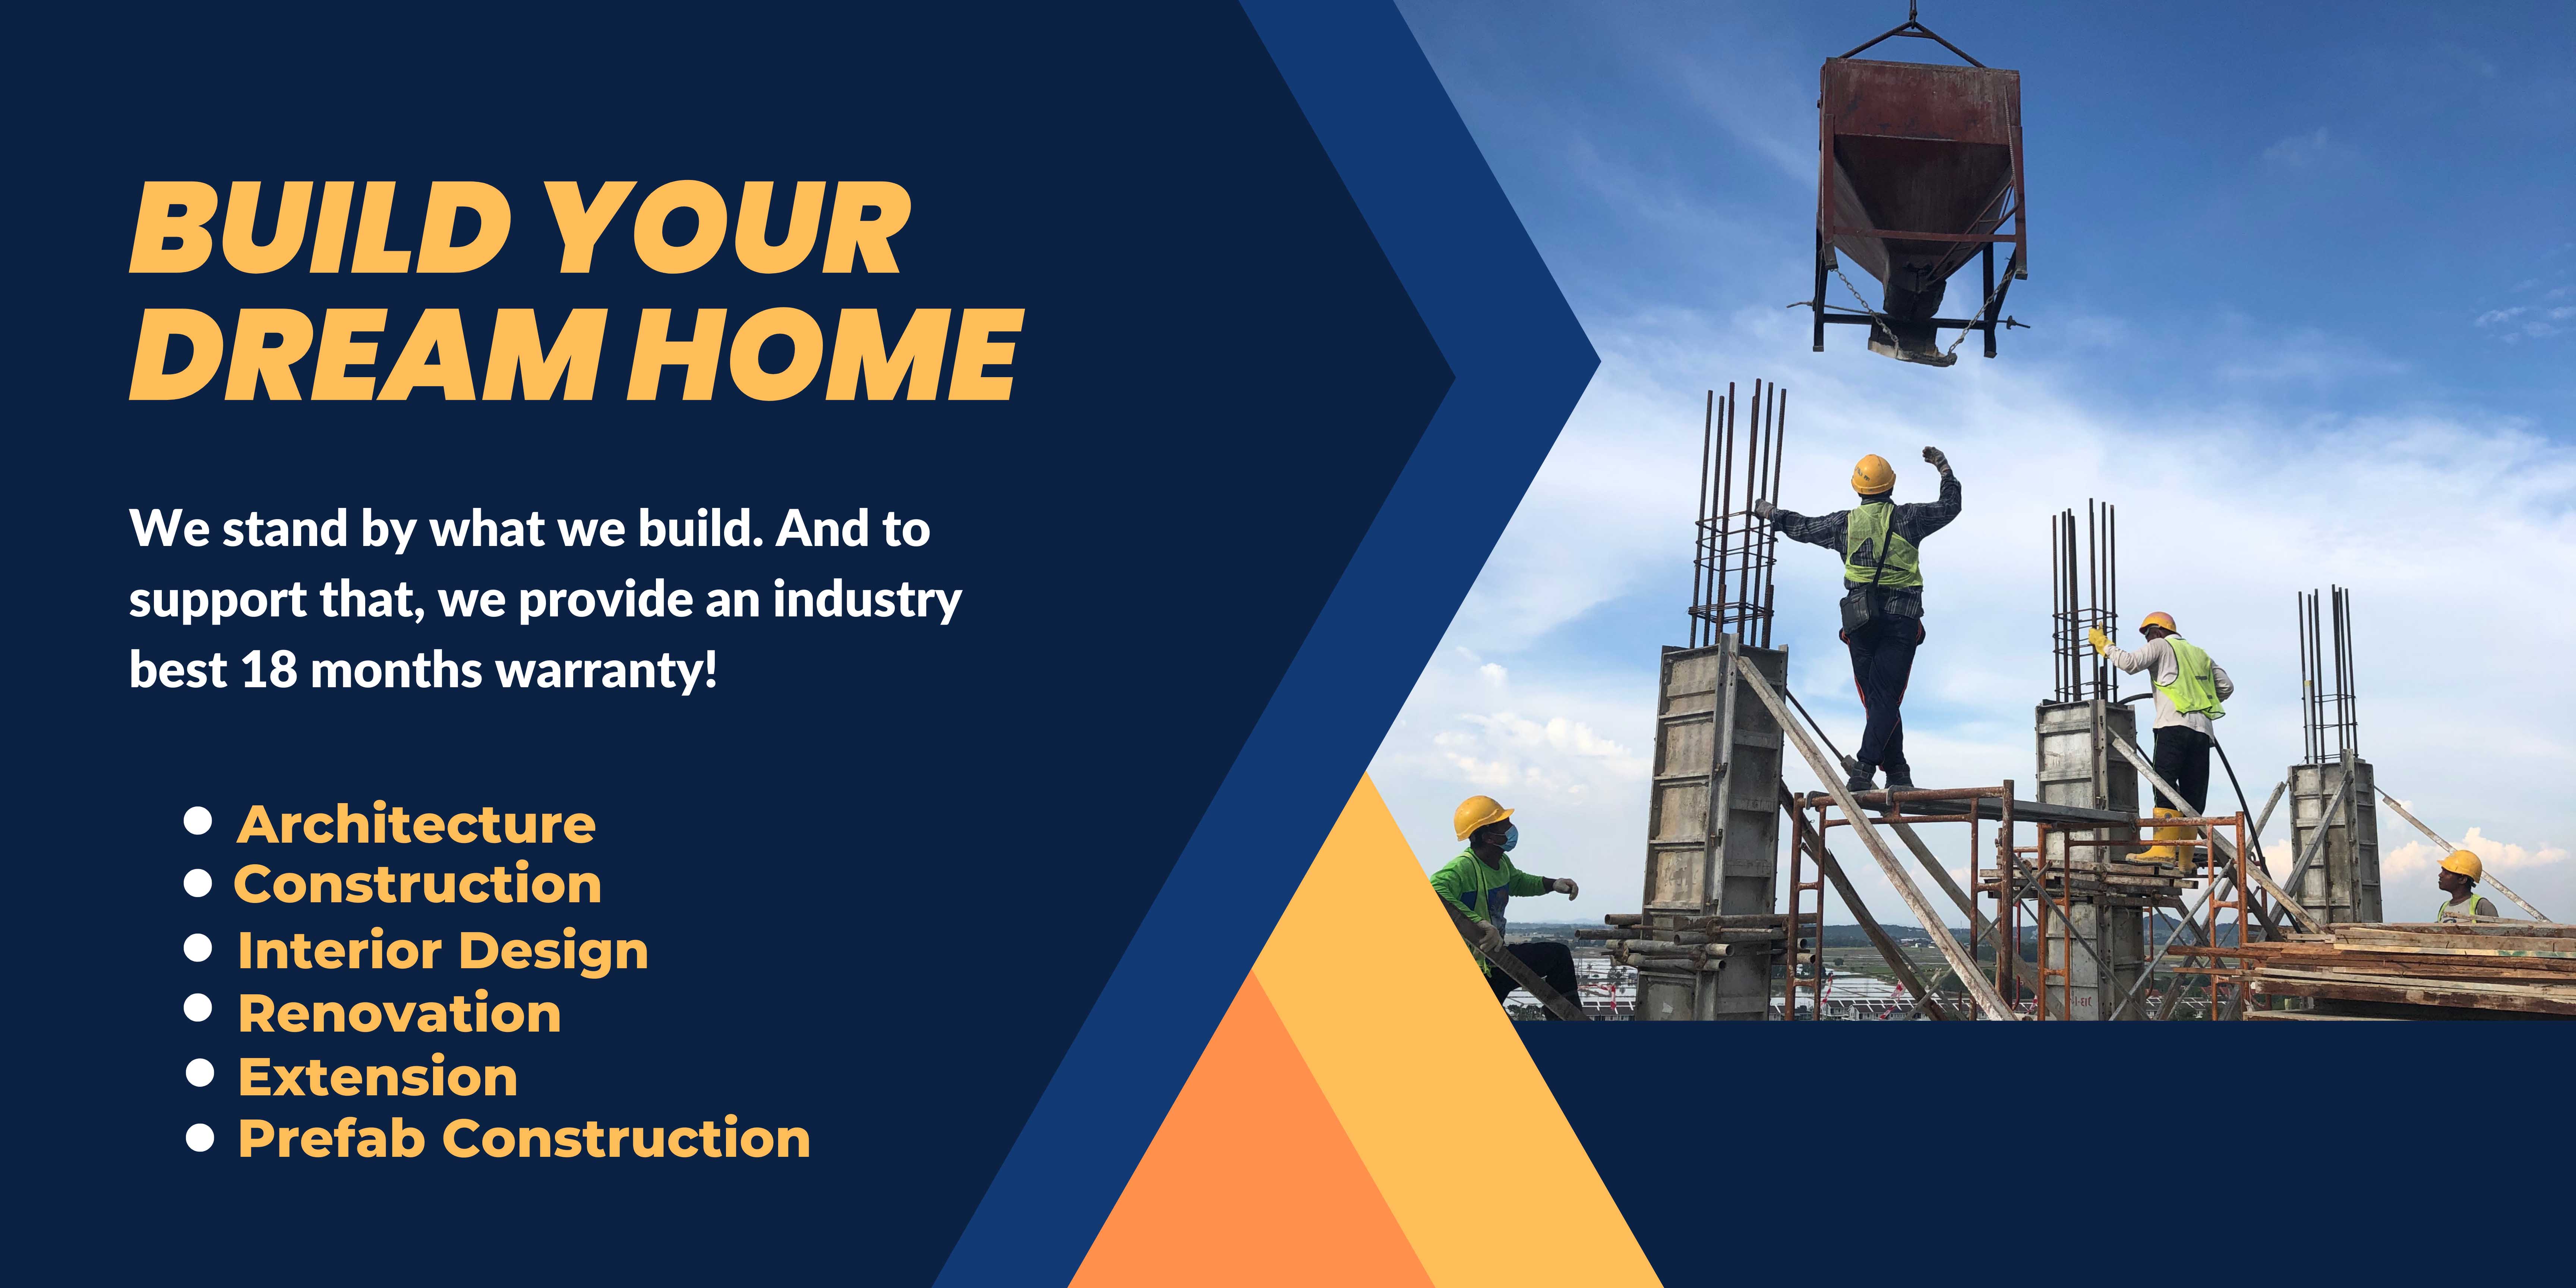 BUILD YOUR
DREAM HOME
We stand by what we build. And to
support that, we provide an industry
best 18 months warranty!
Architecture
Construction
Interior Design
Renovation
Extension
Prefab Construction